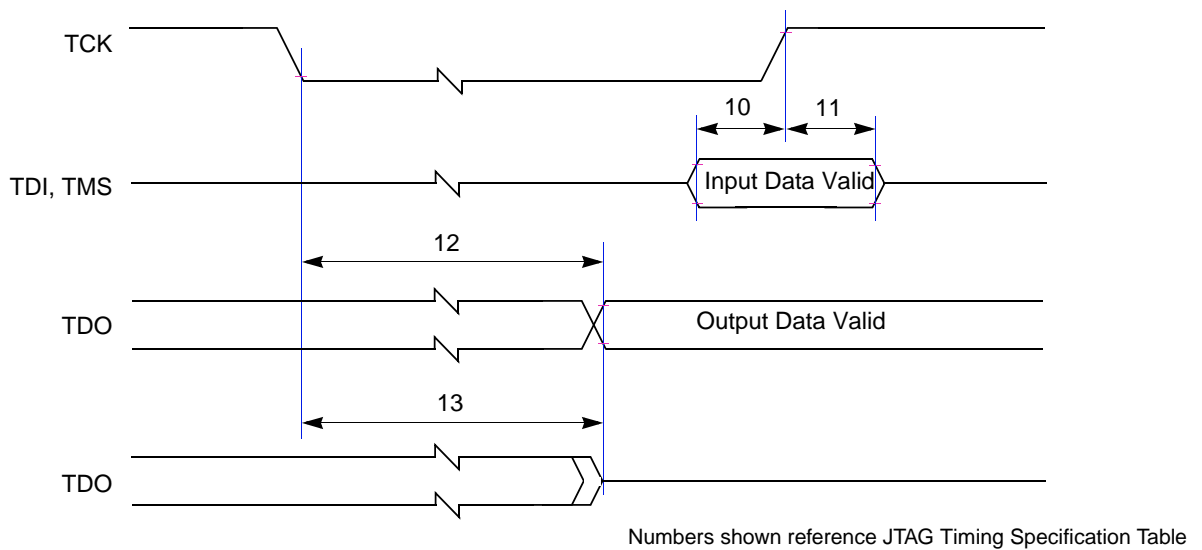 TCK
10
11
TDI, TMS
Input Data Valid
12
TDO
Output Data Valid
13
TDO
Numbers shown reference JTAG Timing Specification Table